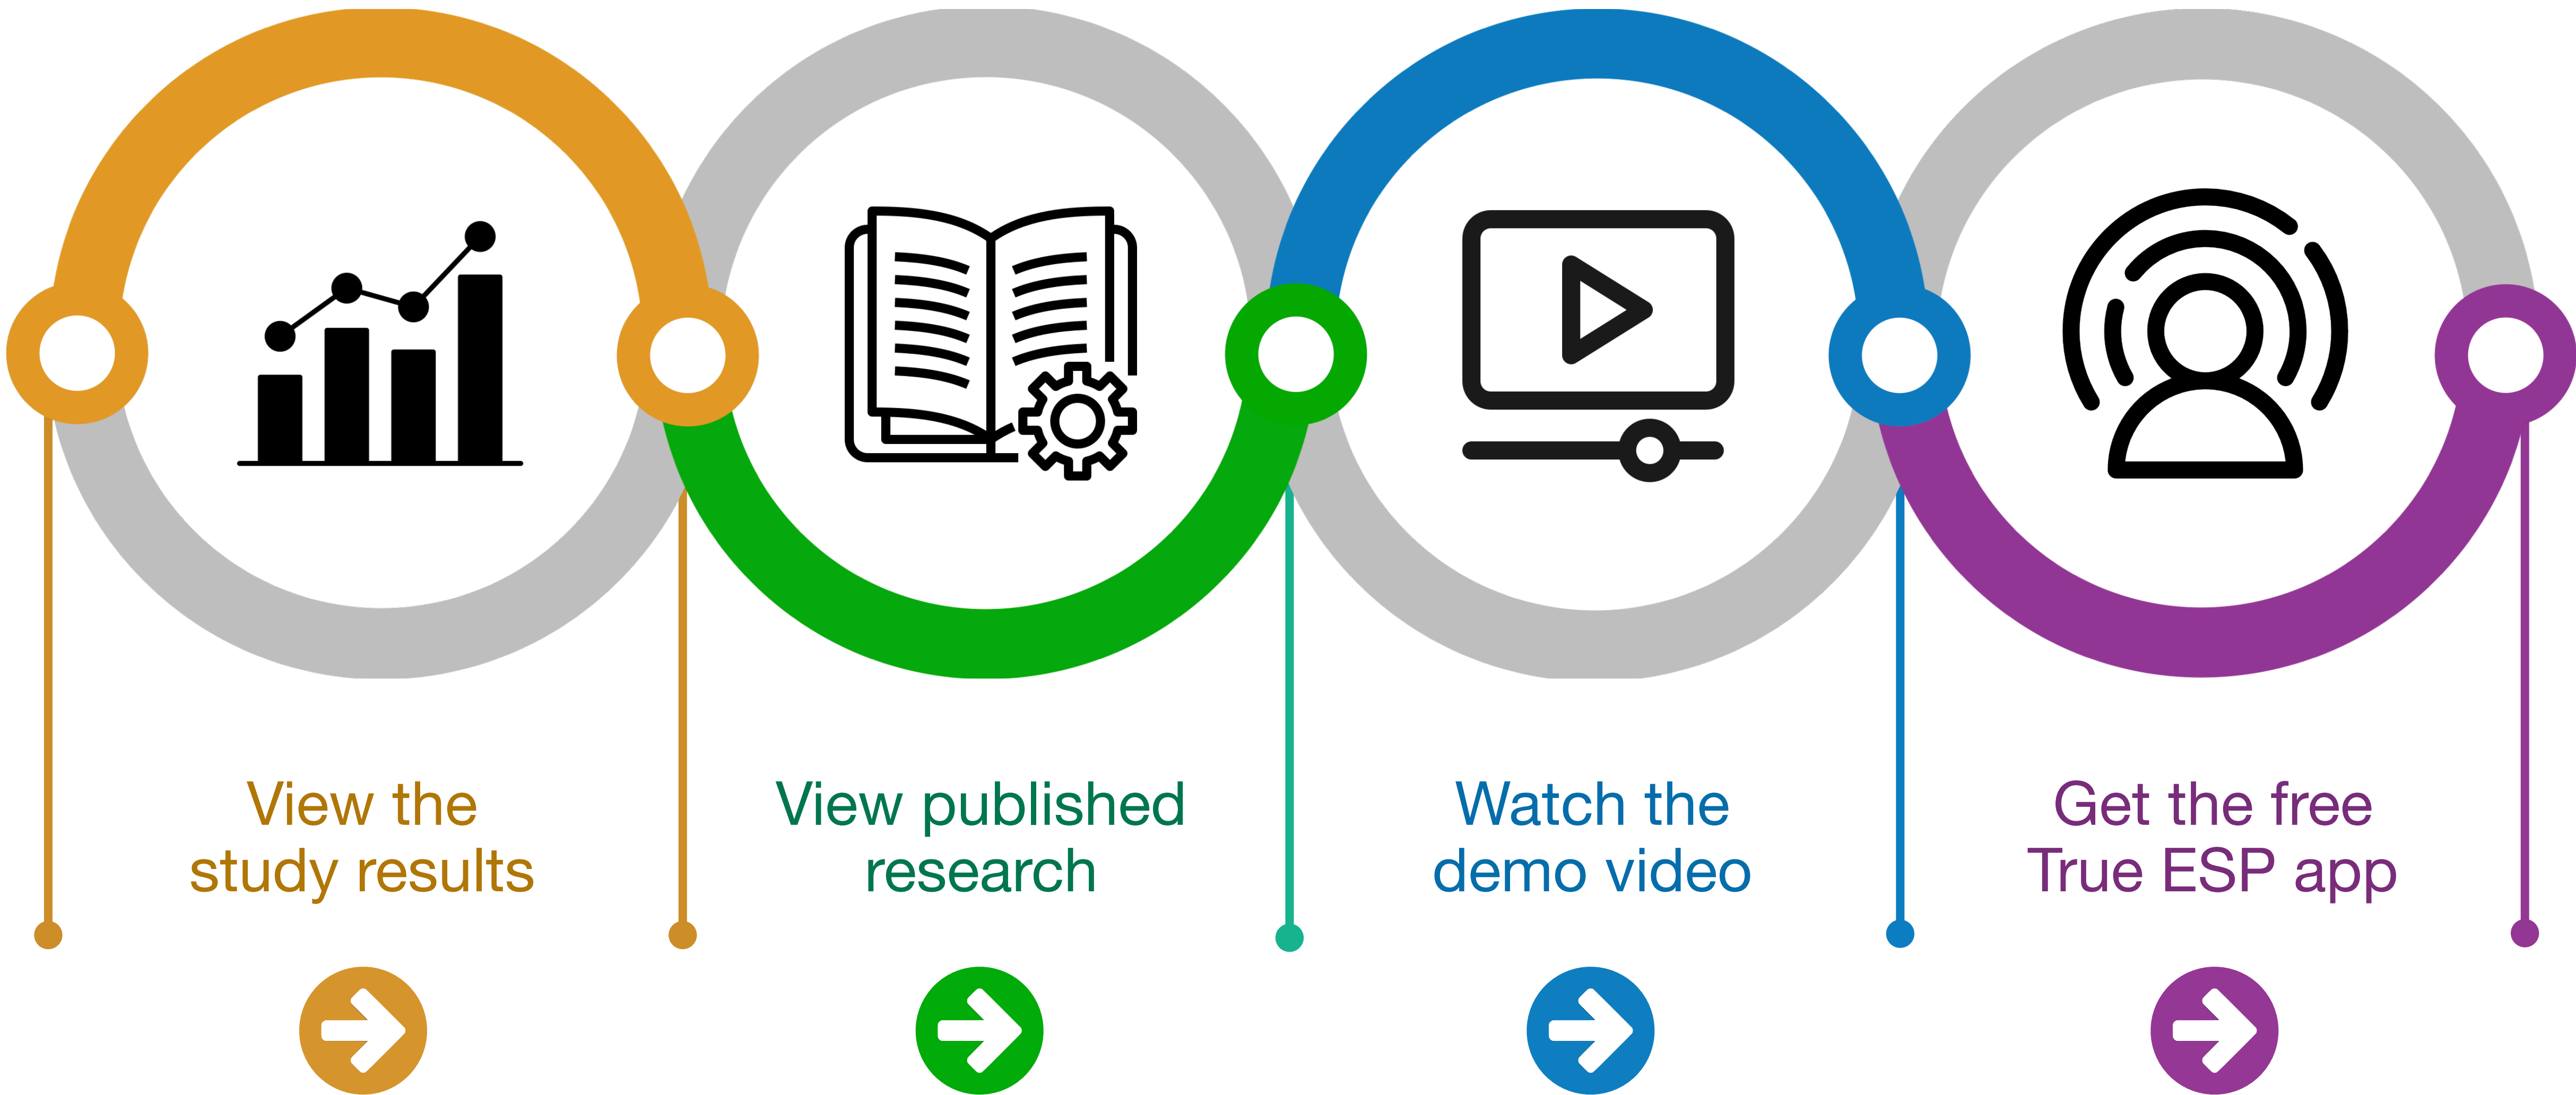 View the
study results
View published
research
Watch the
demo video
Get the free
True ESP app